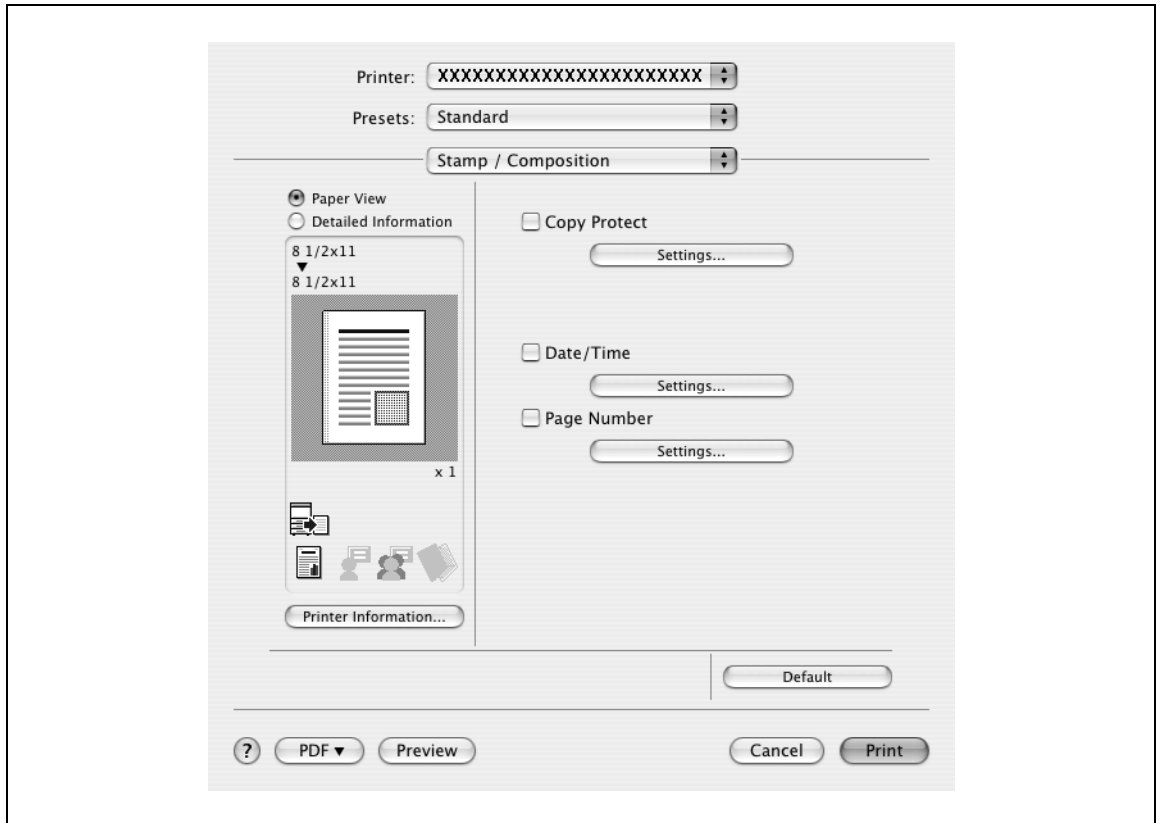 Printer: XXXXXXXXXXXXXXXXXXXXXXX
Presets: Standard
Stamp / Composition
Paper View
Detailed Information
8 1/2x11
8 1/2x11
x 1
Printer Information...
Copy Protect
Settings...
Date/Time
Settings...
Page Number
Settings...
Default
? PDF Preview Cancel Print